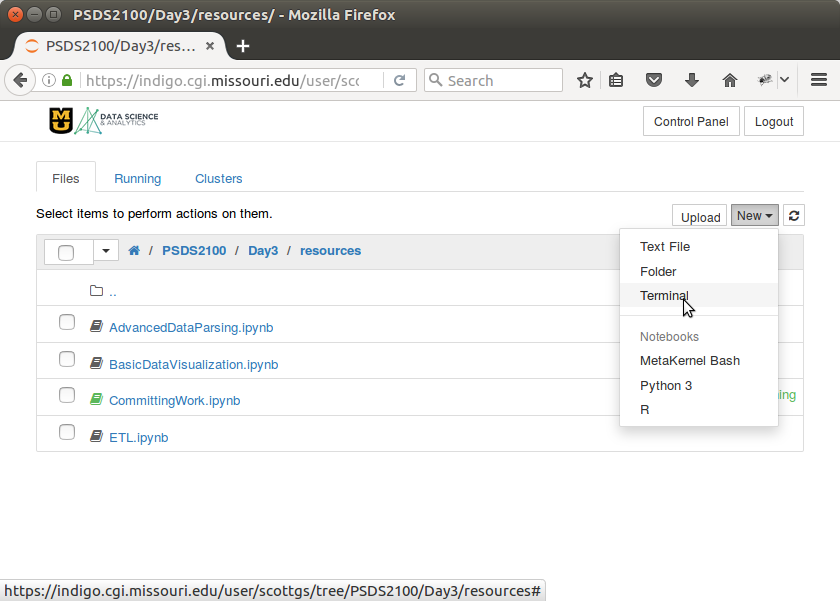 PSDS2100/Day3/resources/ - Mozilla Firefox
PSDS2100/Day3/res... ×
https://indigo.cgi.missouri.edu/user/sco Search
MU DATA SCIENCE
& ANALYTICS
Control Panel Logout
Files Running Clusters
Select items to perform actions on them.
Upload New
/ PSDS2100 / Day3 / resources
..
AdvancedDataParsing.ipynb
BasicDataVisualization.ipynb
CommittingWork.ipynb ing
ETL.ipynb
Text File
Folder
Terminal
Notebooks
MetaKernel Bash
Python 3
R
https://indigo.cgi.missouri.edu/user/scottgs/tree/PSDS2100/Day3/resources#